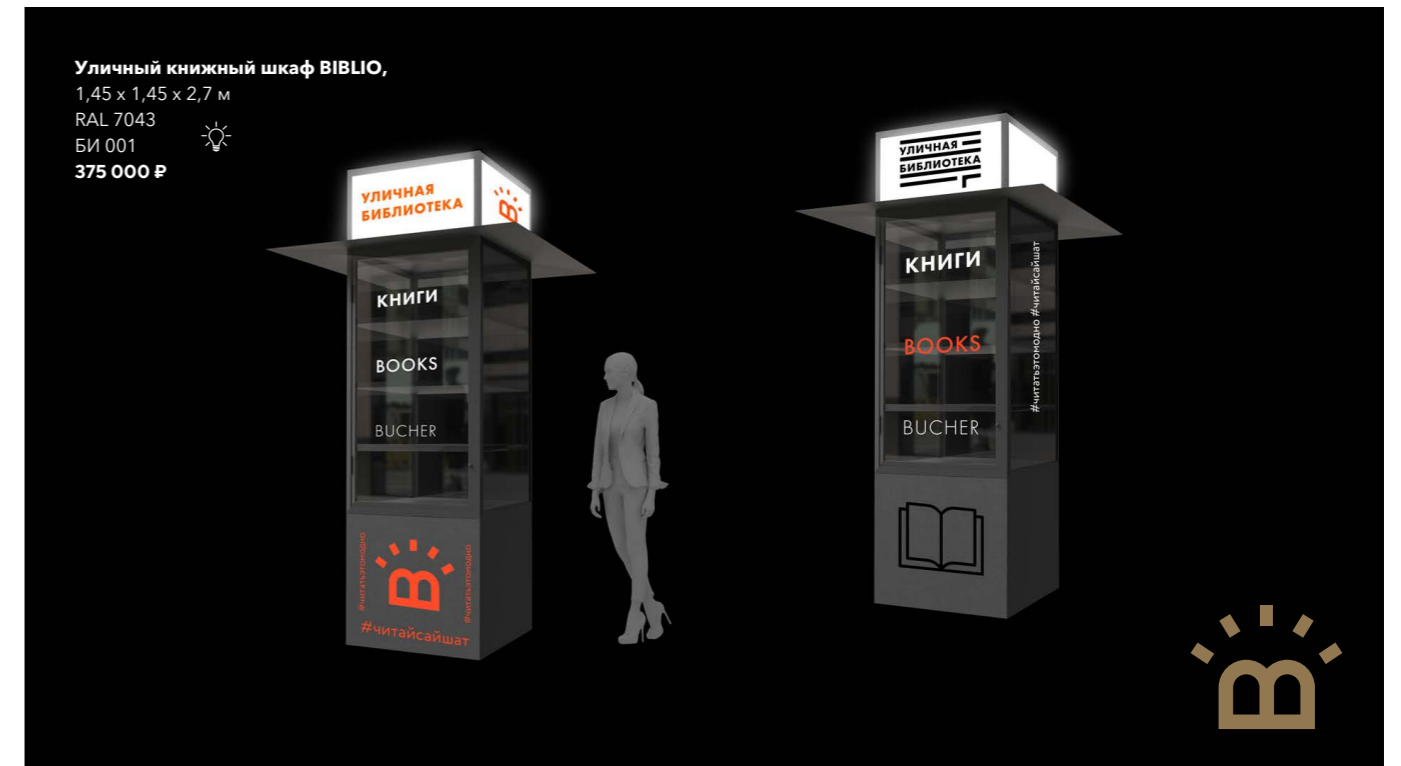 Уличный книжный шкаф BIBLIO,
1,45 x 1,45 x 2,7 м
RAL 7043
БИ 001
375 000 ₽
УЛИЧНАЯ
БИБЛИОТЕКА
В
КНИГИ
BOOKS
BUCHER
#читатьэтомодно
В
#читатьэтомодно
#читайсайшат
УЛИЧНАЯ
БИБЛИОТЕКА
КНИГИ
BOOKS
BUCHER
#читатьэтомодно #читайсайшат
В